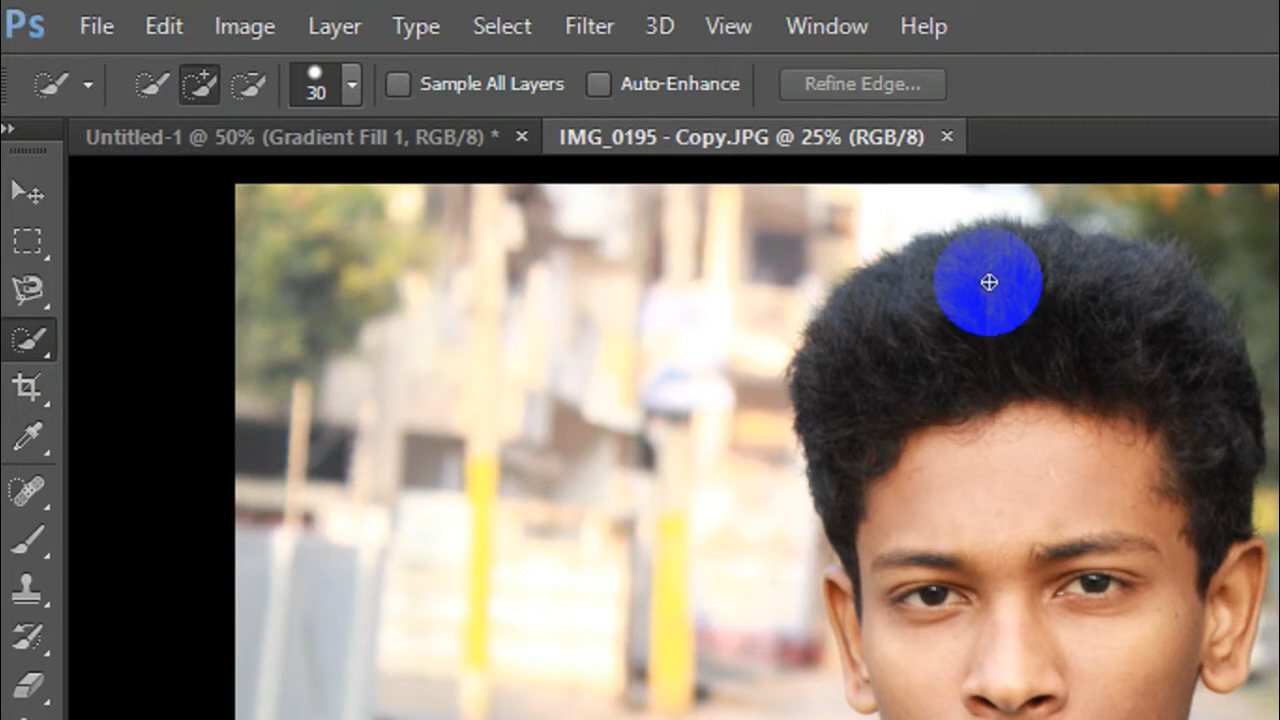 Ps File Edit Image Layer Type Select Filter 3D View Window Help
30 Sample All Layers Auto-Enhance Refine Edge...
Untitled-1 @ 50% (Gradient Fill 1, RGB/8) * × IMG_0195 - Copy.JPG @ 25% (RGB/8) ×